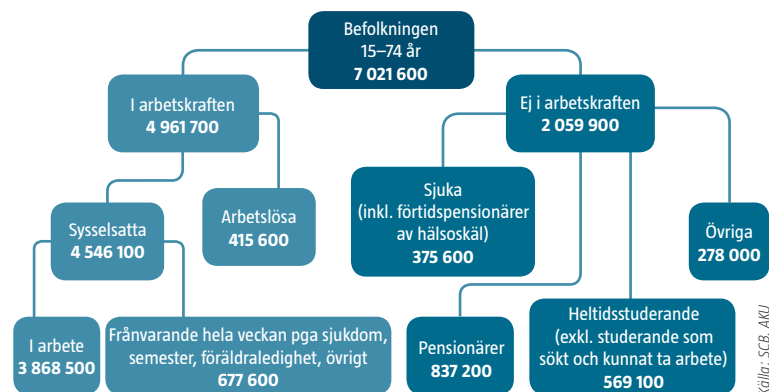 Befolkningen
15–74 år
7 021 600
I arbetskraften
4 961 700
Ej i arbetskraften
2 059 900
Sysselsatta
4 546 100
Arbetslösa
415 600
Sjuka
(inkl. förtidspensionärer
av hälsoskäl)
375 600
Övriga
278 000
I arbete
3 868 500
Frånvarande hela veckan pga sjukdom,
semester, föräldraledighet, övrigt
677 600
Pensionärer
837 200
Heltidsstuderande
(exkl. studerande som
sökt och kunnat ta arbete)
569 100
Källa: SCB, AKU